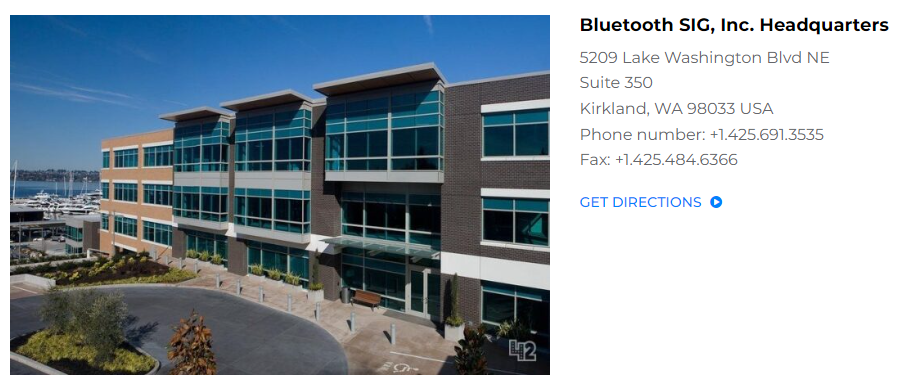 Bluetooth SIG, Inc. Headquarters
5209 Lake Washington Blvd NE
Suite 350
Kirkland, WA 98033 USA
Phone number: +1.425.691.3535
Fax: +1.425.484.6366
GET DIRECTIONS
42